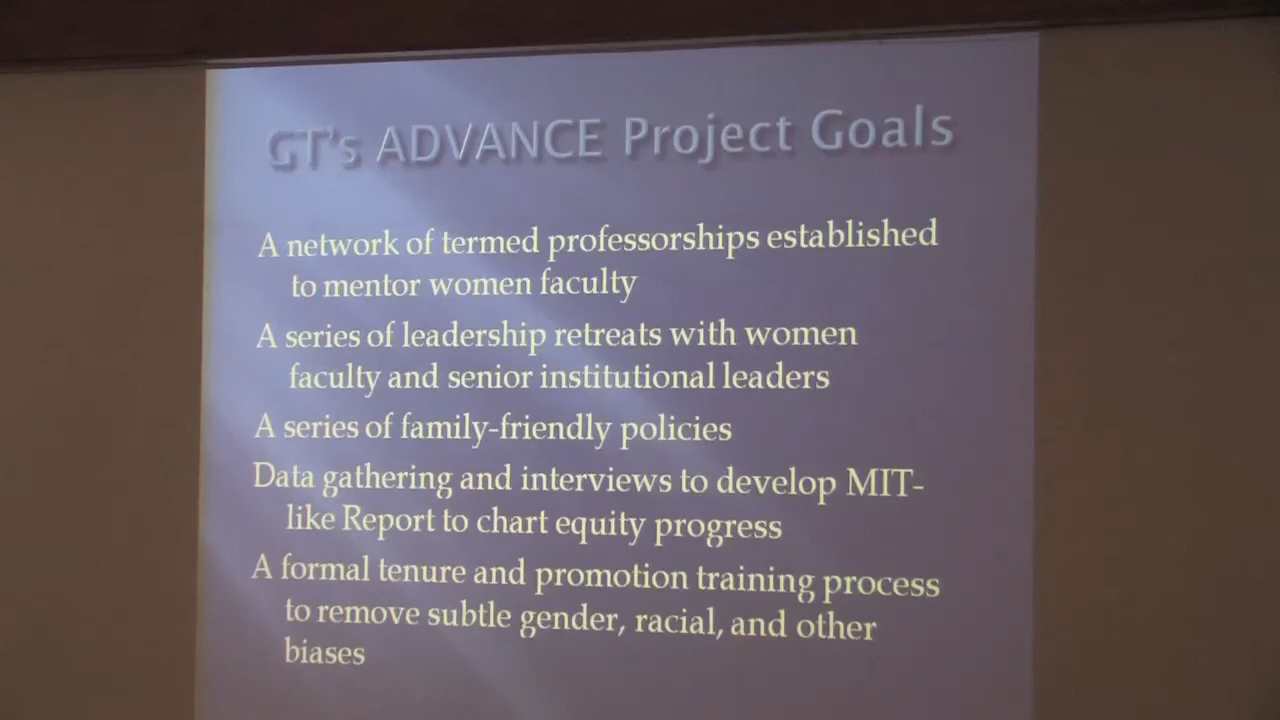 GT's ADVANCE Project Goals
A network of termed professorships established
to mentor women faculty
A series of leadership retreats with women
faculty and senior institutional leaders
A series of family-friendly policies
Data gathering and interviews to develop MIT-
like Report to chart equity progress
A formal tenure and promotion training process
to remove subtle gender, racial, and other
biases